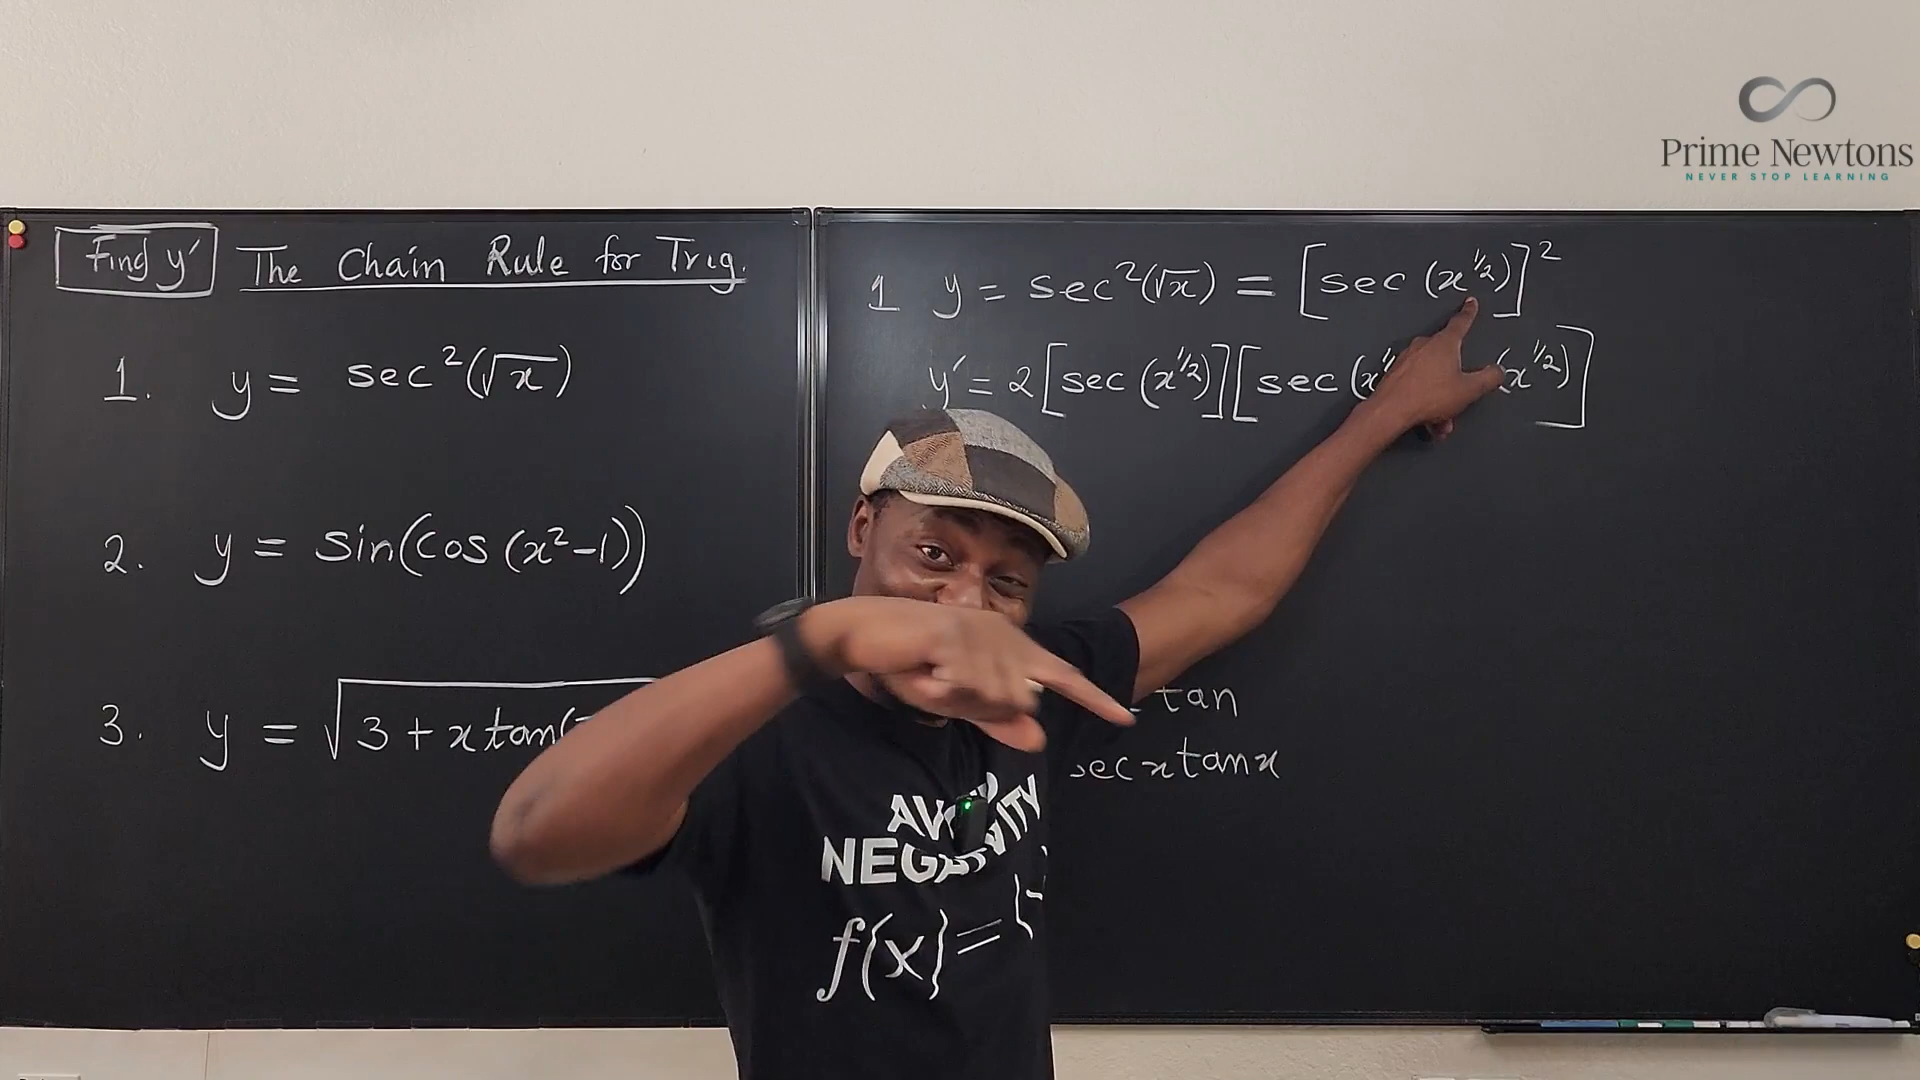 Prime Newtons
NEVER STOP LEARNING
Find y' The Chain Rule for Trig.
1. y = sec²(√x)
2. y = sin(cos(x²-1))
3. y = √3 + x tan(
1 y = sec²(√x) = [sec (x^1/2)]²
y' = 2[sec (x^1/2)][sec (x (x^1/2)]
tan
sec x tan x
NEGATIVITY
f(x) =